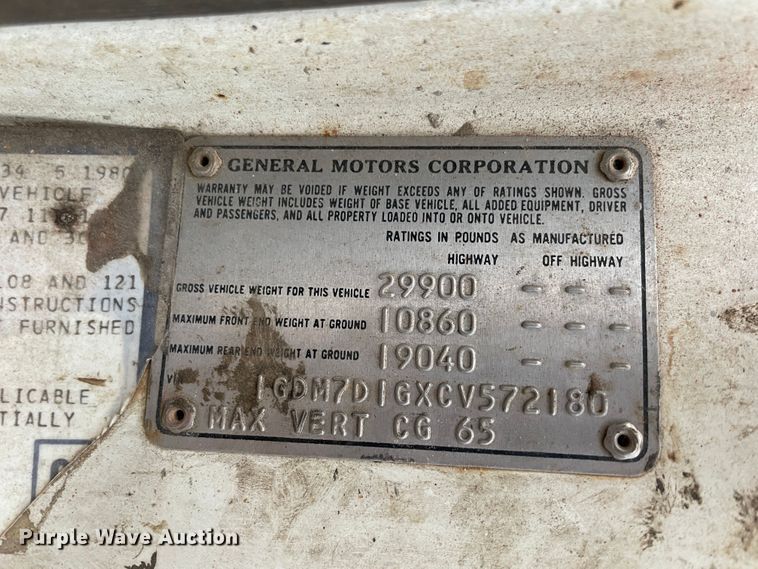 34 5 1980
VEHICLE
7 11
AND
108 AND 121
NSTRUCTIONS
FURNISHED
LICABLE
TIALLY
GENERAL MOTORS CORPORATION
WARRANTY MAY BE VOIDED IF WEIGHT EXCEEDS ANY OF RATINGS SHOWN. GROSS
VEHICLE WEIGHT INCLUDES WEIGHT OF BASE VEHICLE, ALL ADDED EQUIPMENT, DRIVER
AND PASSENGERS, AND ALL PROPERTY LOADED INTO OR ONTO VEHICLE.
RATINGS IN POUNDS AS MANUFACTURED
HIGHWAY OFF HIGHWAY
GROSS VEHICLE WEIGHT FOR THIS VEHICLE 29900 - - -
MAXIMUM FRONT END WEIGHT AT GROUND 10860 - - -
MAXIMUM REAR END WEIGHT AT GROUND 19040 - - -
1GDM7D1GXCV572180
MAX VERT CG 65
Purple Wave Auction